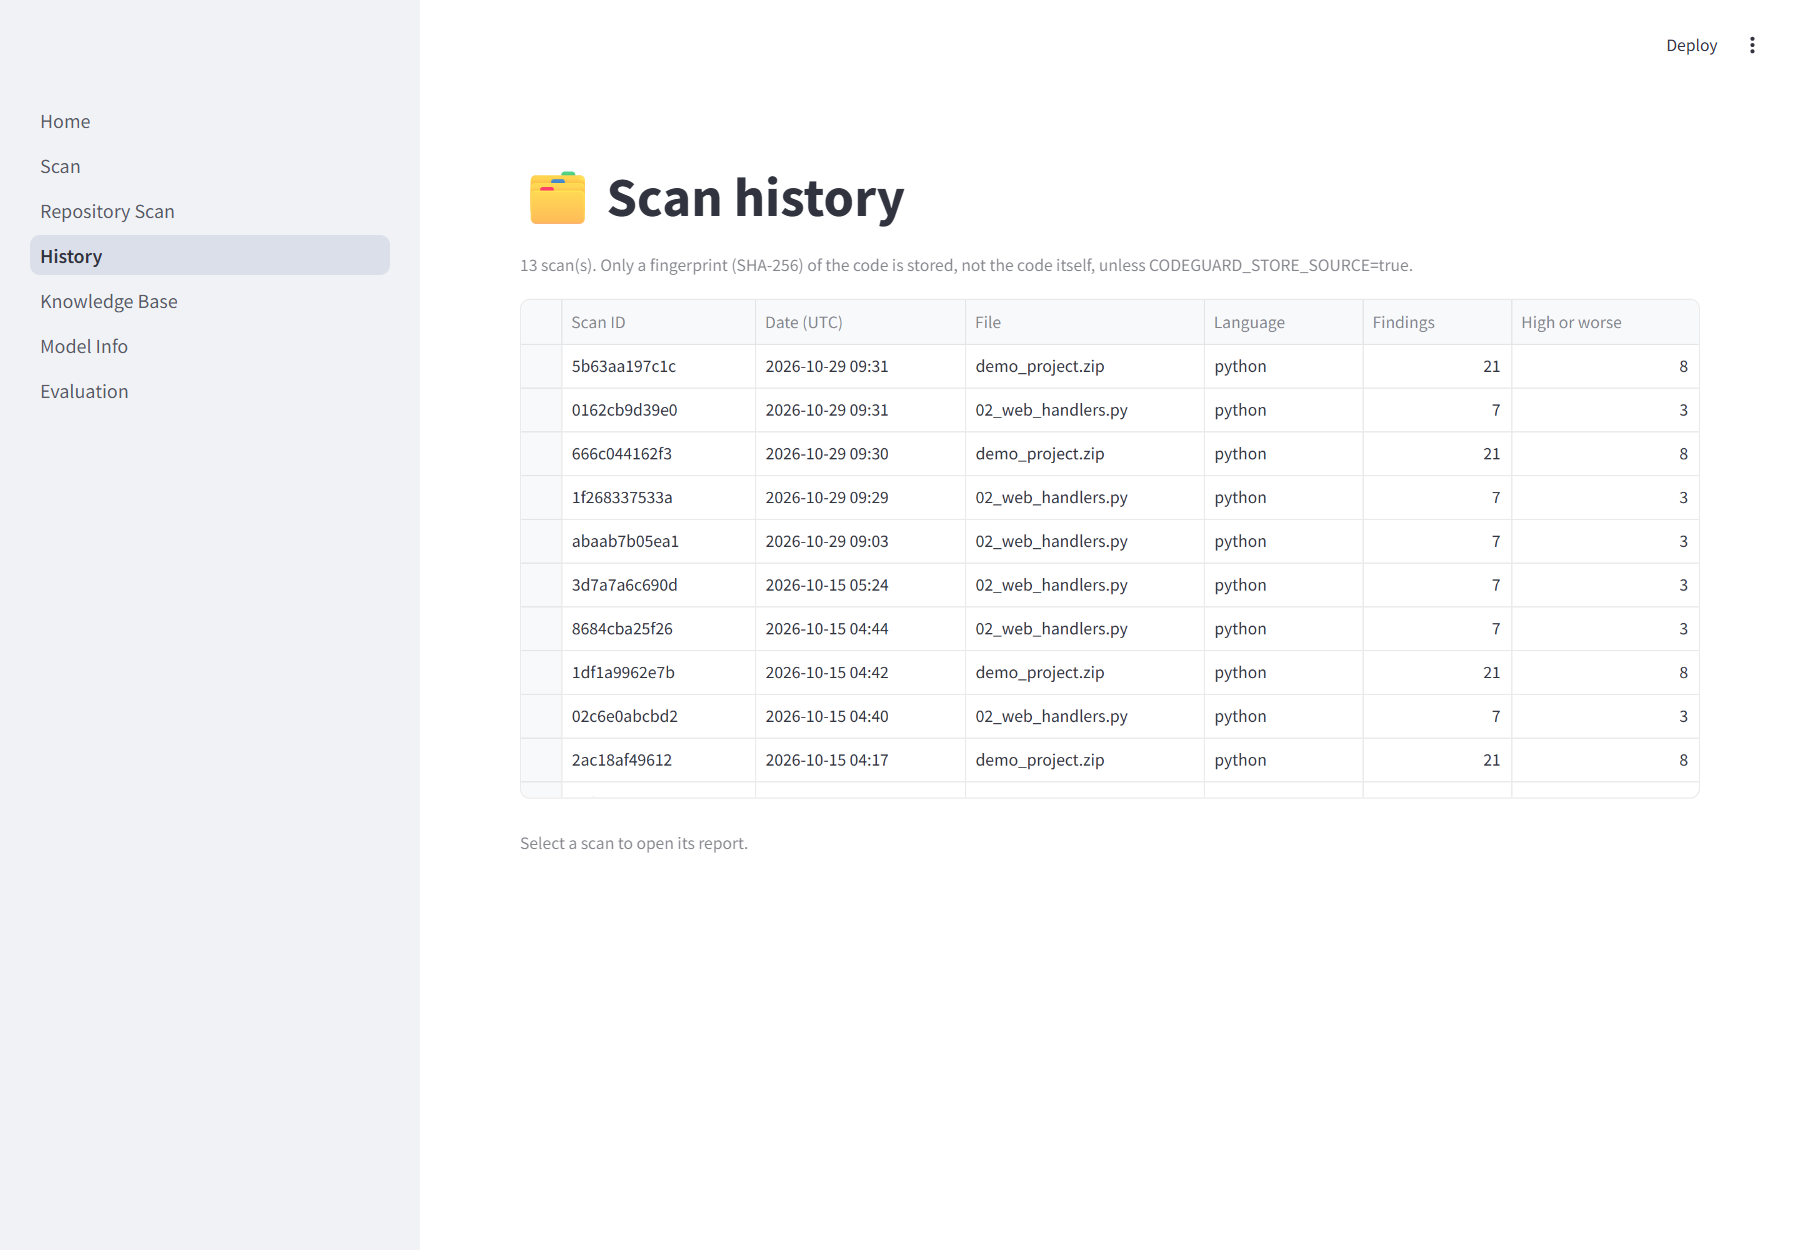 Deploy
Home
Scan
Repository Scan
History
Knowledge Base
Model Info
Evaluation
Scan history
13 scan(s). Only a fingerprint (SHA-256) of the code is stored, not the code itself, unless CODEGUARD_STORE_SOURCE=true.
Scan ID Date (UTC) File Language Findings High or worse
5b63aa197c1c 2026-10-29 09:31 demo_project.zip python 21 8
0162cb9d39e0 2026-10-29 09:31 02_web_handlers.py python 7 3
666c044162f3 2026-10-29 09:30 demo_project.zip python 21 8
1f268337533a 2026-10-29 09:29 02_web_handlers.py python 7 3
abaab7b05ea1 2026-10-29 09:03 02_web_handlers.py python 7 3
3d7a7a6c690d 2026-10-15 05:24 02_web_handlers.py python 7 3
8684cba25f26 2026-10-15 04:44 02_web_handlers.py python 7 3
1df1a9962e7b 2026-10-15 04:42 demo_project.zip python 21 8
02c6e0abcbd2 2026-10-15 04:40 02_web_handlers.py python 7 3
2ac18af49612 2026-10-15 04:17 demo_project.zip python 21 8
Select a scan to open its report.